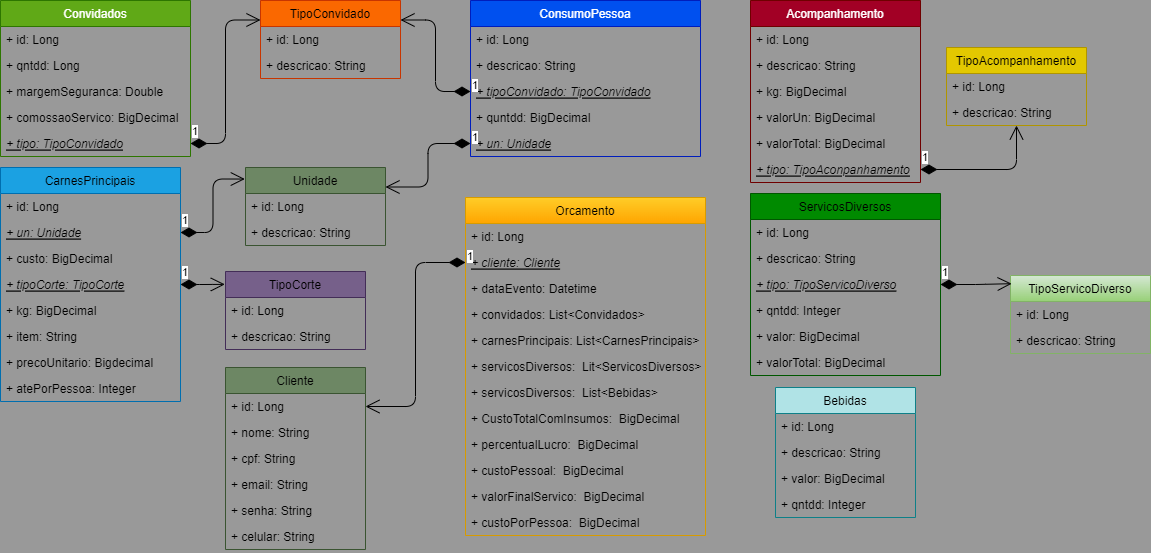 Convidados
+ id: Long
+ qntdd: Long
+ margemSeguranca: Double
+ comossaoServico: BigDecimal
+ tipo: TipoConvidado
1
TipoConvidado
+ id: Long
+ descricao: String
ConsumoPessoa
+ id: Long
+ descricao: String
1
+ tipoConvidado: TipoConvidado
+ quntdd: BigDecimal
1
+ un: Unidade
Acompanhamento
+ id: Long
+ descricao: String
+ kg: BigDecimal
+ valorUn: BigDecimal
+ valorTotal: BigDecimal
+ tipo: TipoAconpanhamento
1
TipoAcompanhamento
+ id: Long
+ descricao: String
CarnesPrincipais
+ id: Long
+ un: Unidade
1
+ custo: BigDecimal
+ tipoCorte: TipoCorte
1
+ kg: BigDecimal
+ item: String
+ precoUnitario: Bigdecimal
+ atePorPessoa: Integer
Unidade
+ id: Long
+ descricao: String
TipoCorte
+ id: Long
+ descricao: String
Cliente
+ id: Long
+ nome: String
+ cpf: String
+ email: String
+ senha: String
+ celular: String
Orcamento
+ id: Long
1
+ cliente: Cliente
+ dataEvento: Datetime
+ convidados: List<Convidados>
+ carnesPrincipais: List<CarnesPrincipais>
+ servicosDiversos: Lit<ServicosDiversos>
+ servicosDiversos: List<Bebidas>
+ CustoTotalComInsumos: BigDecimal
+ percentualLucro: BigDecimal
+ custoPessoal: BigDecimal
+ valorFinalServico: BigDecimal
+ custoPorPessoa: BigDecimal
ServicosDiversos
+ id: Long
+ descricao: String
+ tipo: TipoServicoDiverso
1
+ qntdd: Integer
+ valor: BigDecimal
+ valorTotal: BigDecimal
TipoServicoDiverso
+ id: Long
+ descricao: String
Bebidas
+ id: Long
+ descricao: String
+ valor: BigDecimal
+ qntdd: Integer